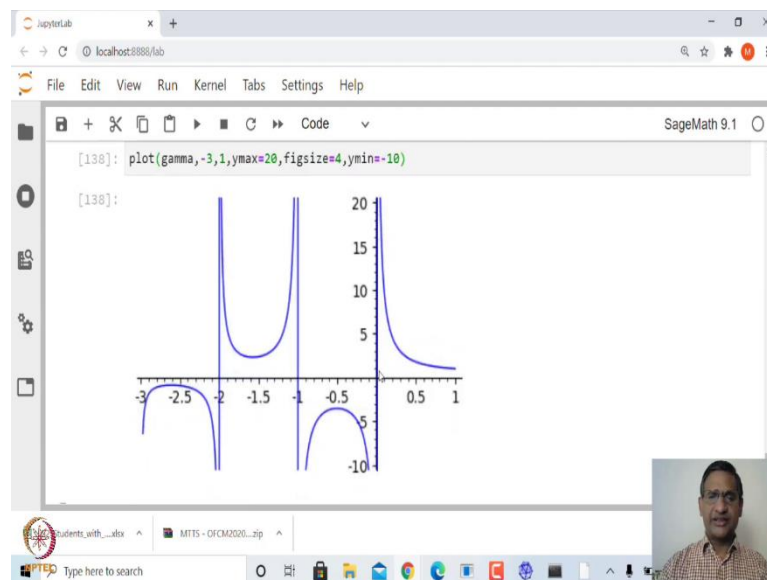 JupyterLab
localhost:8888/lab
M
File Edit View Run Kernel Tabs Settings Help
Code
SageMath 9.1
[138]: plot(gamma,-3,1,ymax=20,figsize=4,ymin=-10)
[138]:
20
15
10
5
-3 -2.5 -2 -1.5 -1 -0.5 0.5 1
-5
-10
MTTS - OFCM2020....zip
NPTEL
Type here to search